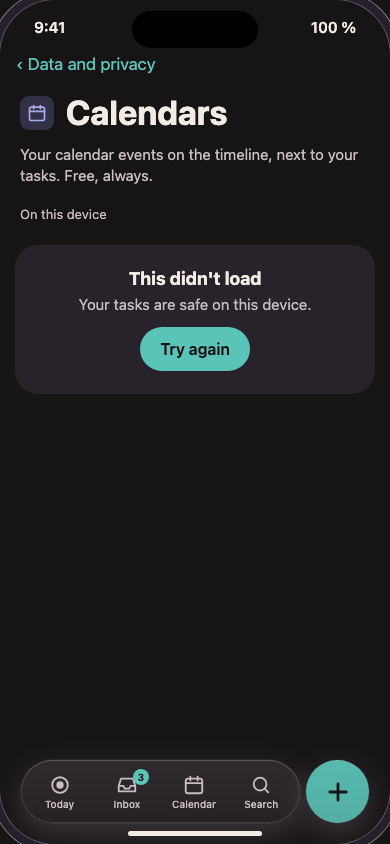 9:41
100 %
‹ Data and privacy
Calendars
Your calendar events on the timeline, next to your
tasks. Free, always.
On this device
This didn't load
Your tasks are safe on this device.
Try again
3
Today
Inbox
Calendar
Search